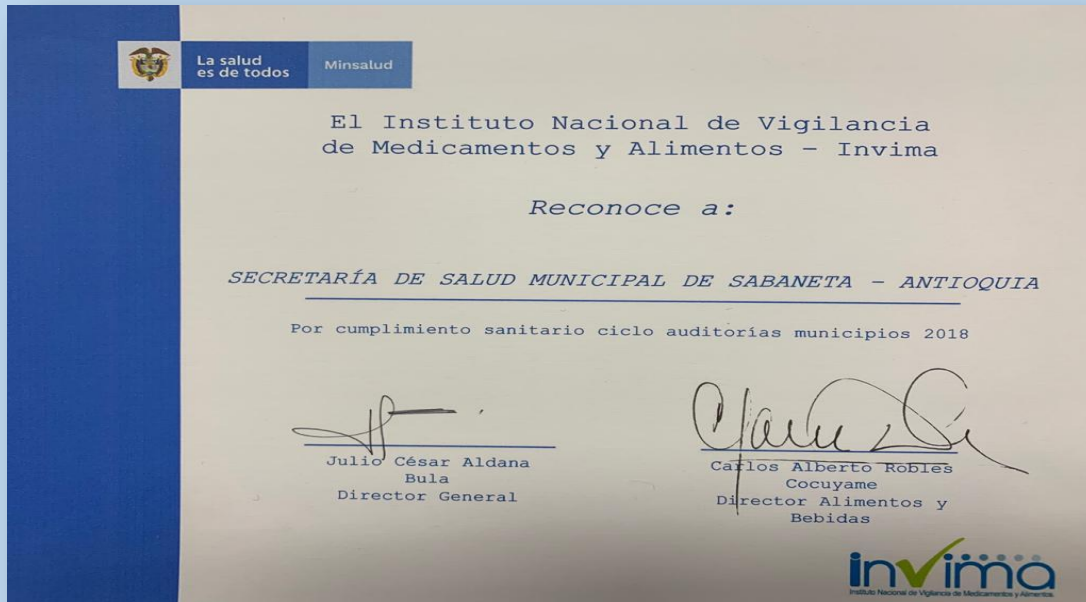 La salud
es de todos
Minsalud
El Instituto Nacional de Vigilancia
de Medicamentos y Alimentos – Invima
Reconoce a:
SECRETARÍA DE SALUD MUNICIPAL DE SABANETA – ANTIOQUIA
Por cumplimiento sanitario ciclo auditorías municipios 2018
Julio César Aldana
Bula
Director General
Carlos Alberto Robles
Cocuyame
Director Alimentos y
Bebidas
invima
Instituto Nacional de Vigilancia de Medicamentos y Alimentos